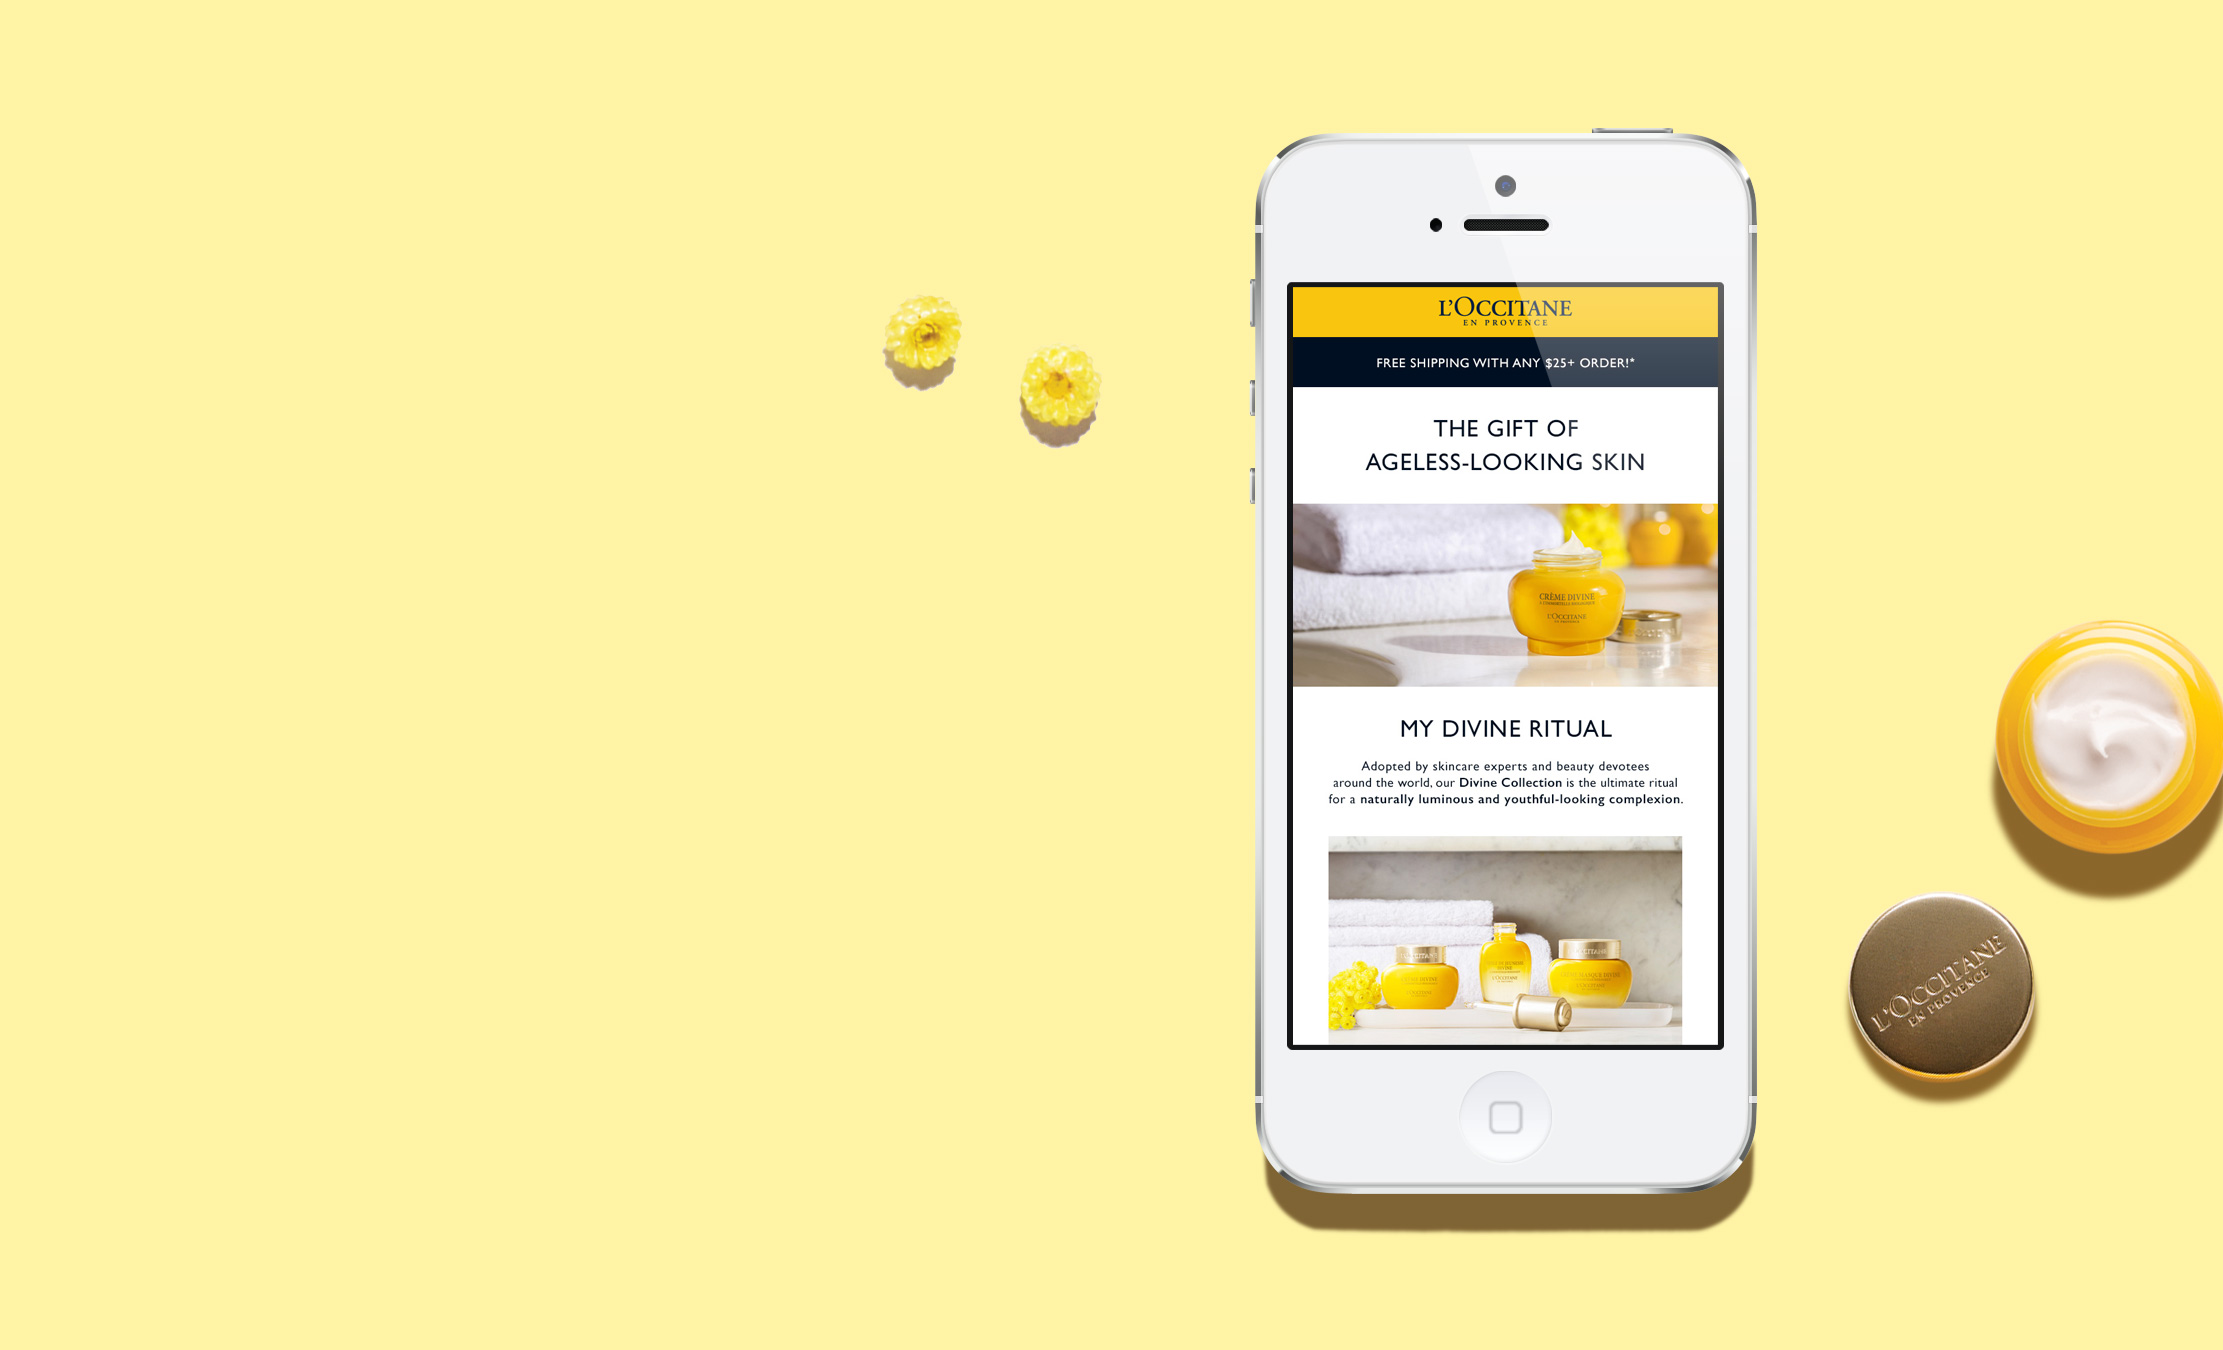 L'OCCITANE
EN PROVENCE
FREE SHIPPING WITH ANY $25+ ORDER!*
THE GIFT OF
AGELESS-LOOKING SKIN
CRÈME DIVINE
L'OCCITANE
EN PROVENCE
MY DIVINE RITUAL
Adopted by skincare experts and beauty devotees
around the world, our Divine Collection is the ultimate ritual
for a naturally luminous and youthful-looking complexion.
L'OCCITANE
EN PROVENCE